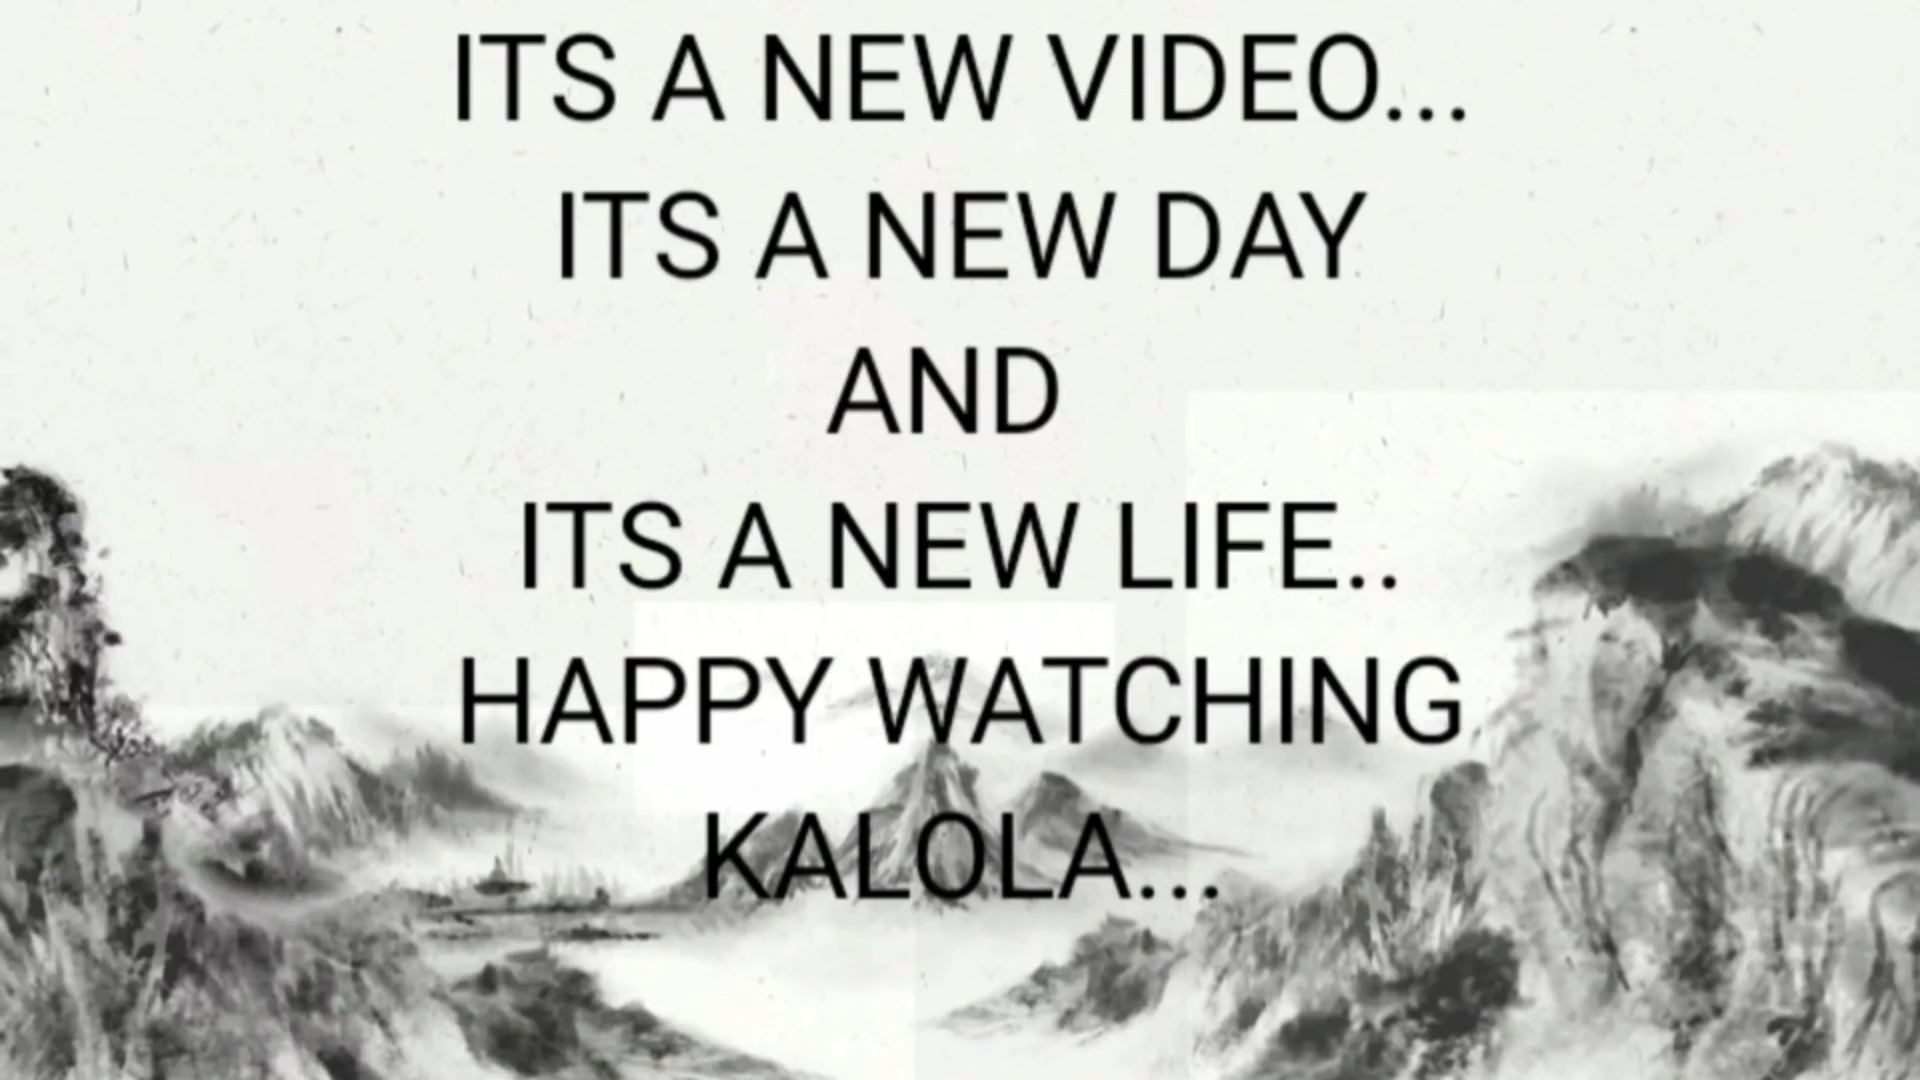 ITS A NEW VIDEO...
ITS A NEW DAY
AND
ITS A NEW LIFE..
HAPPY WATCHING
KALOLA...